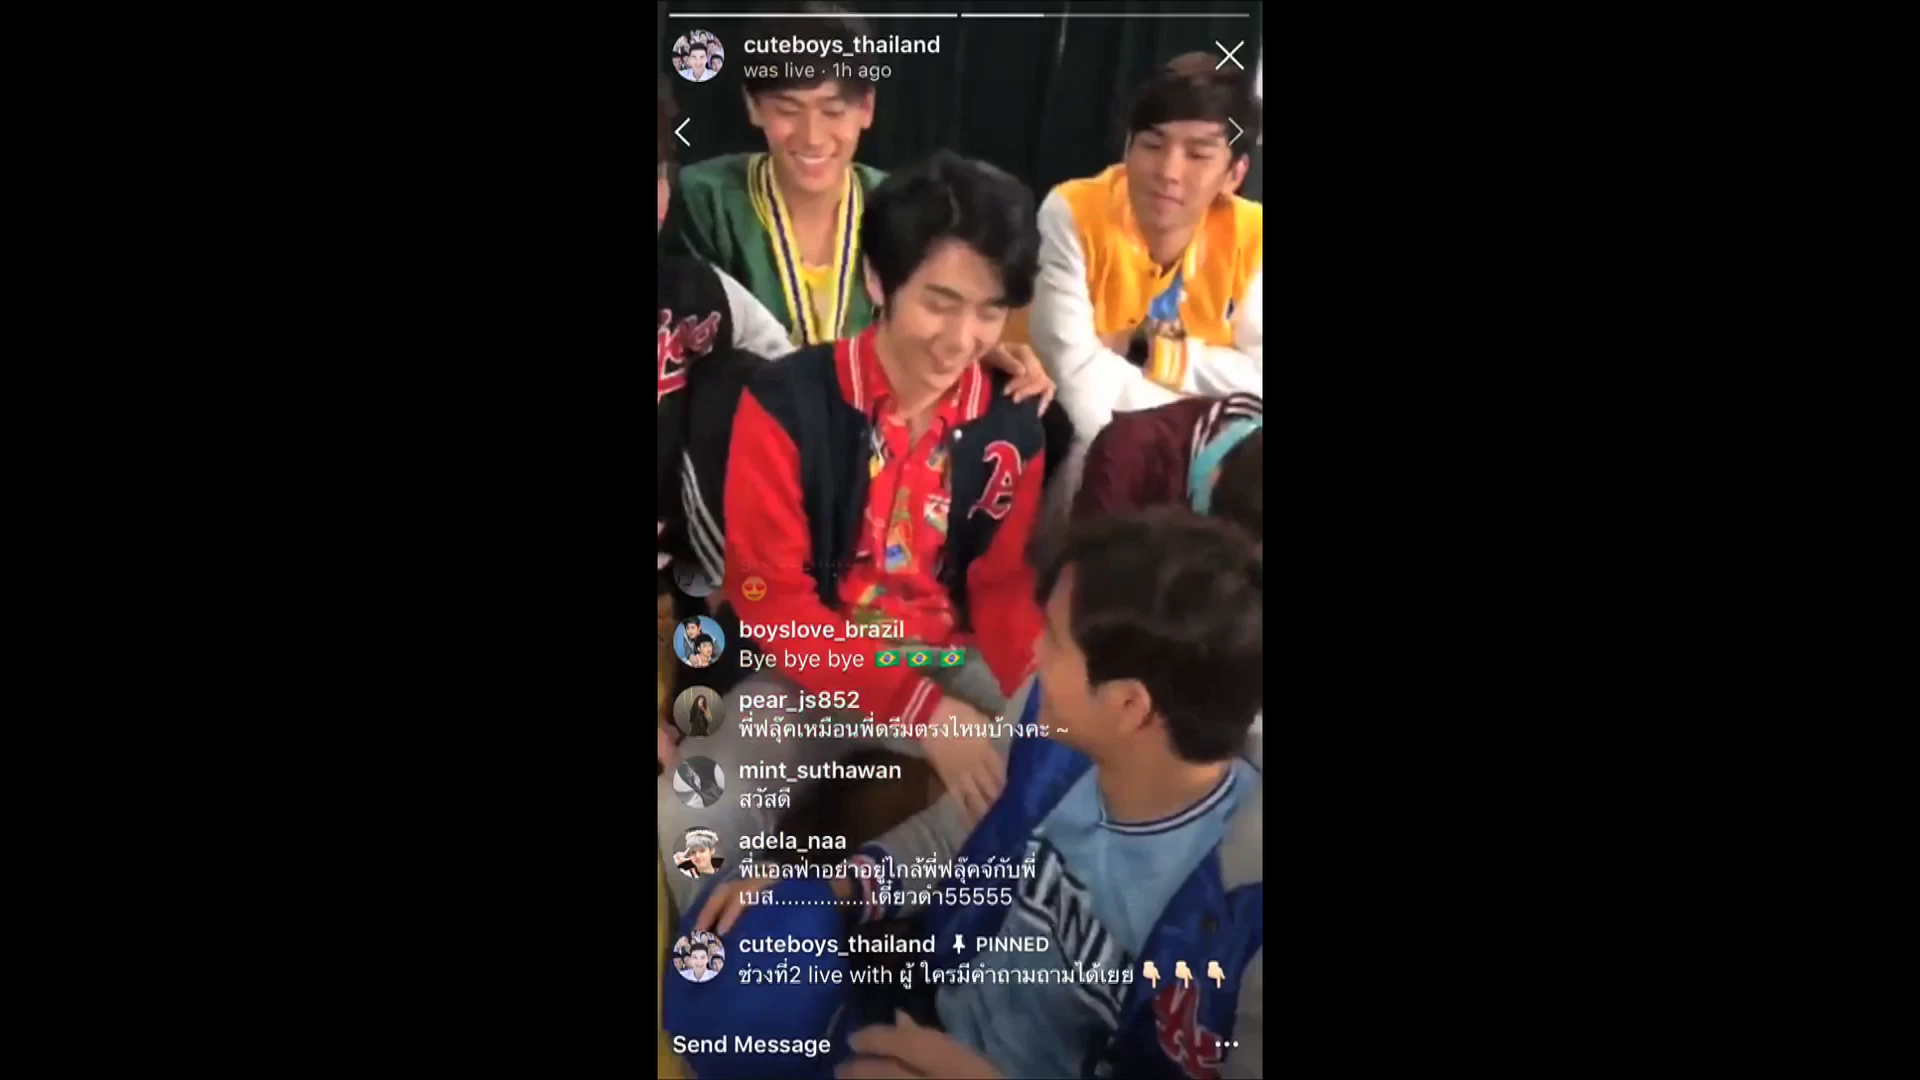 cuteboys_thailand
was live · 1h ago
A
😍
boyslove_brazil
Bye bye bye 🇧🇷 🇧🇷 🇧🇷
pear_js852
พี่ฟลุ๊คเหมือนพี่ดรีมตรงไหนบ้างคะ ~
mint_suthawan
สวัสดี
adela_naa
พี่แอลฟ่าอย่าอยู่ไกล้พี่ฟลุ๊คจ์กับพี่
เบส...............เดี๋ยวดำ55555
cuteboys_thailand PINNED
ช่วงที่2 live with ผู้ ใครมีคำถามถามได้เยย👇🏻👇🏻👇🏻
Send Message